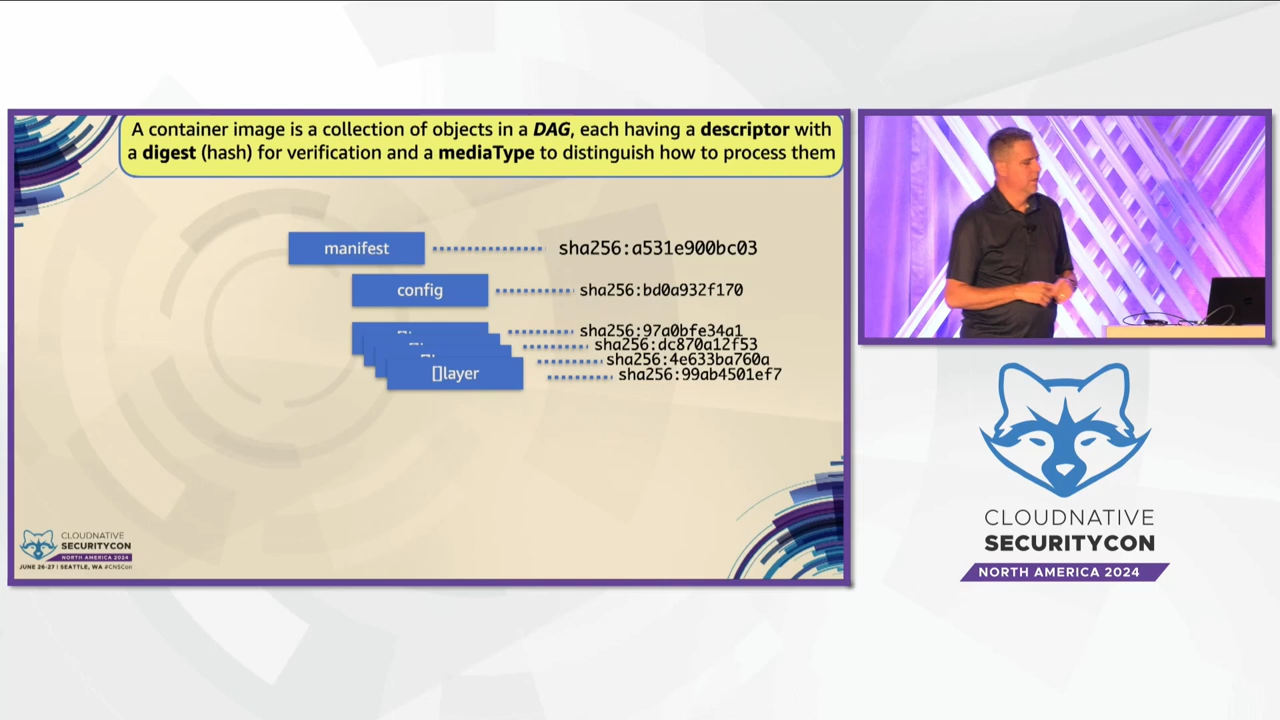 A container image is a collection of objects in a DAG, each having a descriptor with
a digest (hash) for verification and a mediaType to distinguish how to process them
manifest
sha256:a531e900bc03
config
sha256:bd0a932f170
sha256:97a0bfe34a1
sha256:dc870a12f53
sha256:4e633ba760a
[]layer
sha256:99ab4501ef7
CLOUDNATIVE
SECURITYCON
NORTH AMERICA 2024
JUNE 26-27 | SEATTLE, WA #CNSCon
CLOUDNATIVE
SECURITYCON
NORTH AMERICA 2024